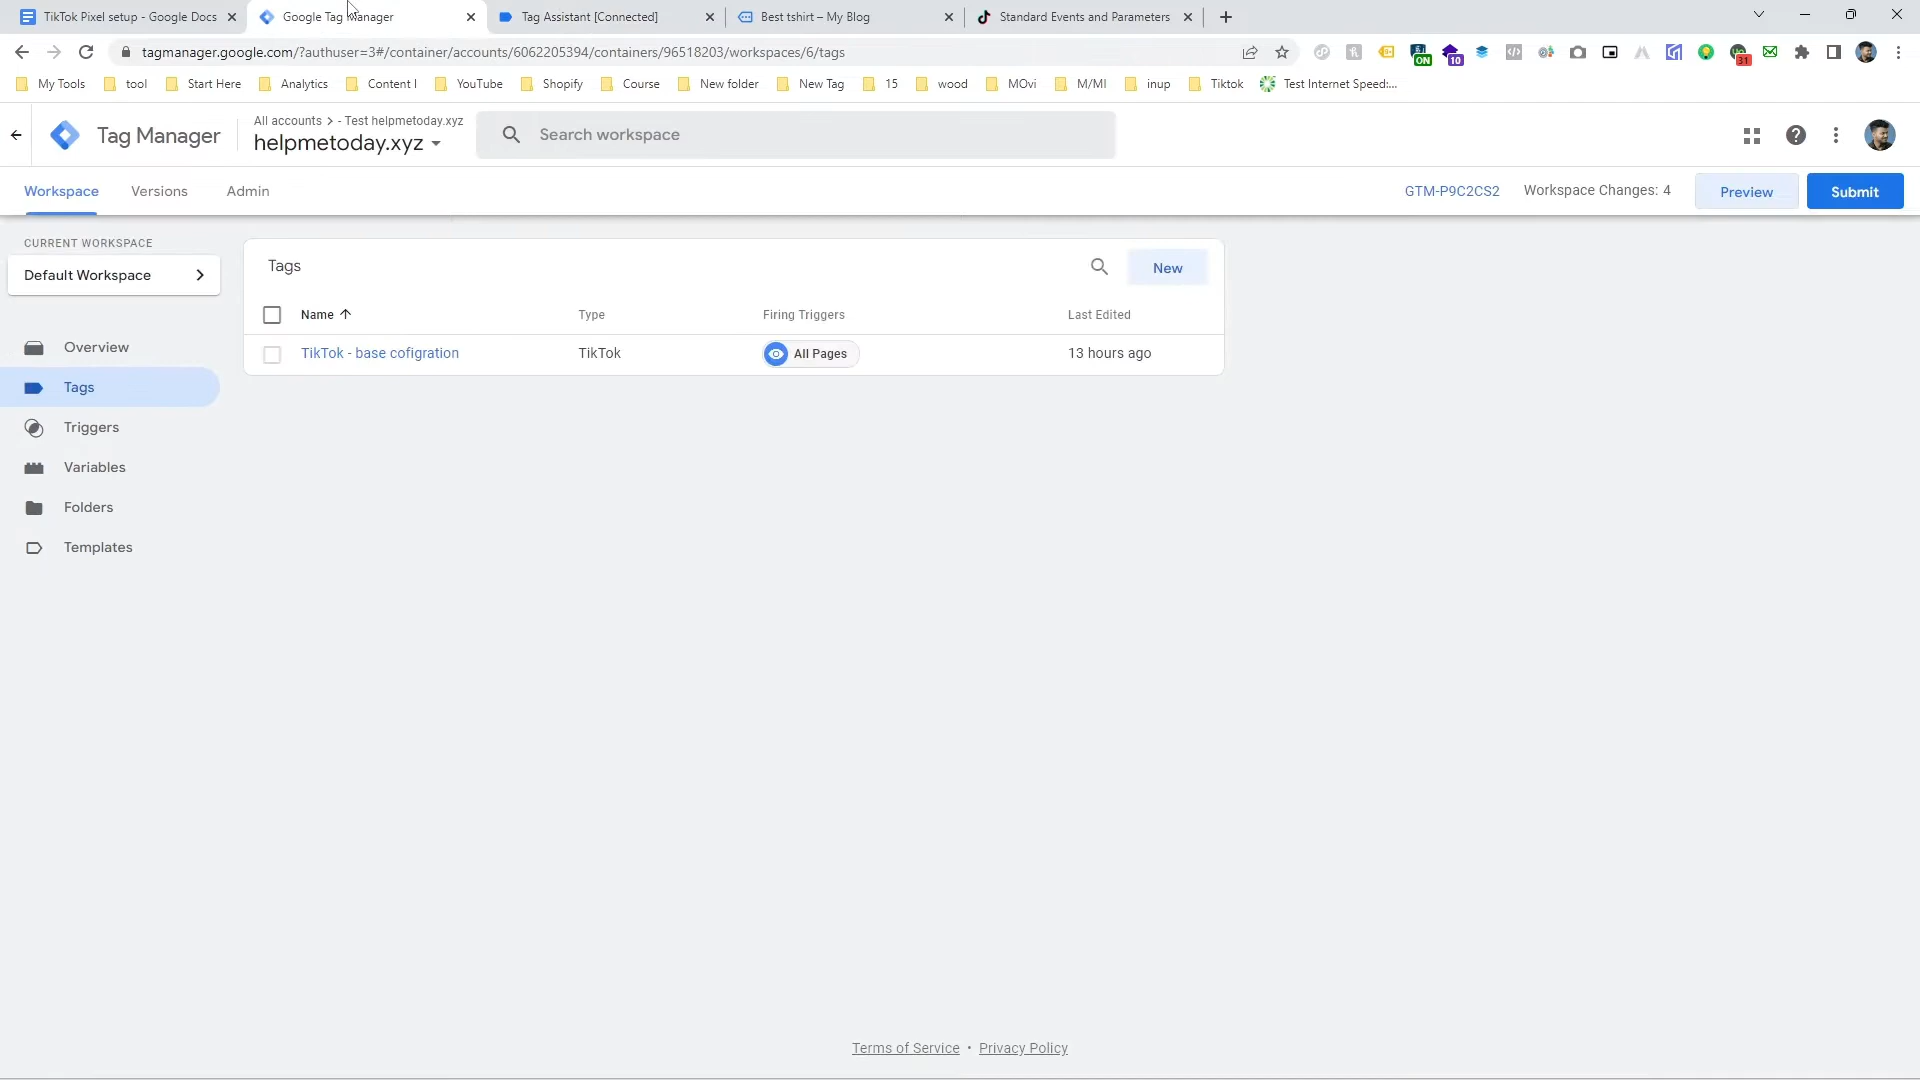 TikTok Pixel setup - Google Docs
Google Tag Manager
Tag Assistant [Connected]
Best tshirt – My Blog
Standard Events and Parameters
tagmanager.google.com/?authuser=3#/container/accounts/6062205394/containers/96518203/workspaces/6/tags
ON
10
31
My Tools
tool
Start Here
Analytics
Content I
YouTube
Shopify
Course
New folder
New Tag
15
wood
MOvi
M/MI
inup
Tiktok
Test Internet Speed:...
Tag Manager
All accounts > - Test helpmetoday.xyz
helpmetoday.xyz
Search workspace
Workspace
Versions
Admin
GTM-P9C2CS2
Workspace Changes: 4
Preview
Submit
CURRENT WORKSPACE
Default Workspace
Overview
Tags
Triggers
Variables
Folders
Templates
Tags
New
Name
Type
Firing Triggers
Last Edited
TikTok - base cofigration
TikTok
All Pages
13 hours ago
Terms of Service • Privacy Policy